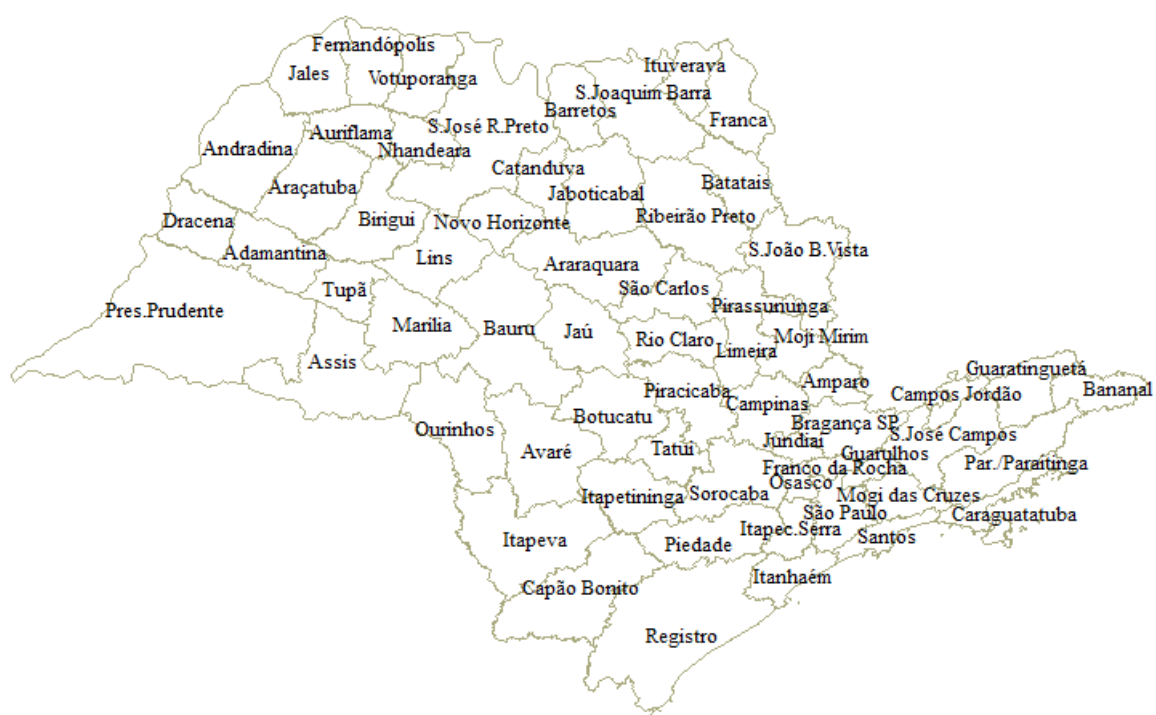 Fernandópolis
Ituverava
Jales
Votuporanga
S.Joaquim Barra
Barretos
Franca
Auriflama
S.José R.Preto
Andradina
Nhandeara
Catanduva
Batatais
Araçatuba
Jaboticabal
Dracena
Birigui
Novo Horizonte
Ribeirão Preto
Adamantina
Lins
S.João B.Vista
Araraquara
Tupã
São Carlos
Pres.Prudente
Pirassununga
Marilia
Bauru
Jaú
Rio Claro
Moji Mirim
Limeira
Assis
Guaratinguetá
Amparo
Bananal
Piracicaba
Campos Jordão
Campinas
Botucatu
Bragança SP
Ourinhos
S.José Campos
Jundiai
Avaré
Tatuí
Guarulhos
Par./Paraitinga
Franco da Rocha
Osasco
Itapetininga
Sorocaba
Mogi das Cruzes
São Paulo
Caraguatatuba
Itapec.Serra
Santos
Itapeva
Piedade
Itanhaém
Capão Bonito
Registro